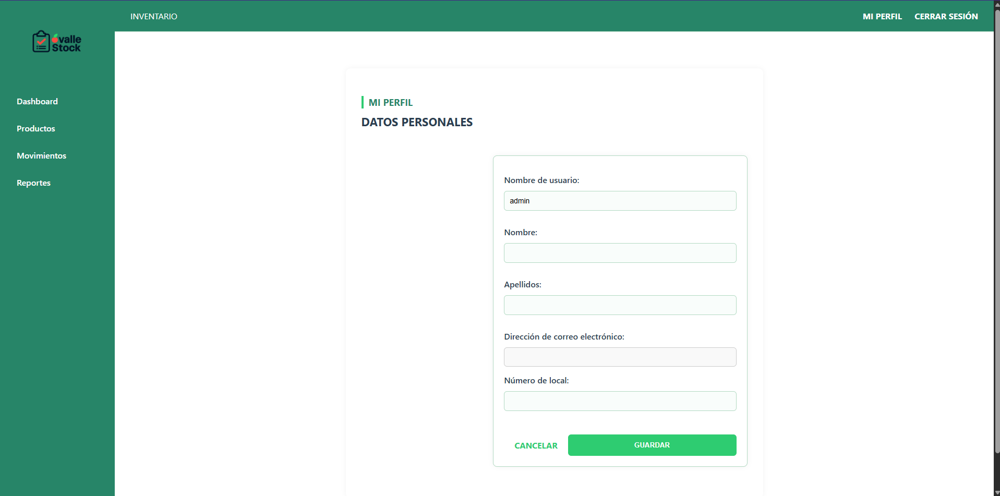 INVENTARIO
MI PERFIL
CERRAR SESIÓN
valle
Stock
Dashboard
Productos
Movimientos
Reportes
MI PERFIL
DATOS PERSONALES
Nombre de usuario:
admin
Nombre:
Apellidos:
Dirección de correo electrónico:
Número de local:
CANCELAR
GUARDAR